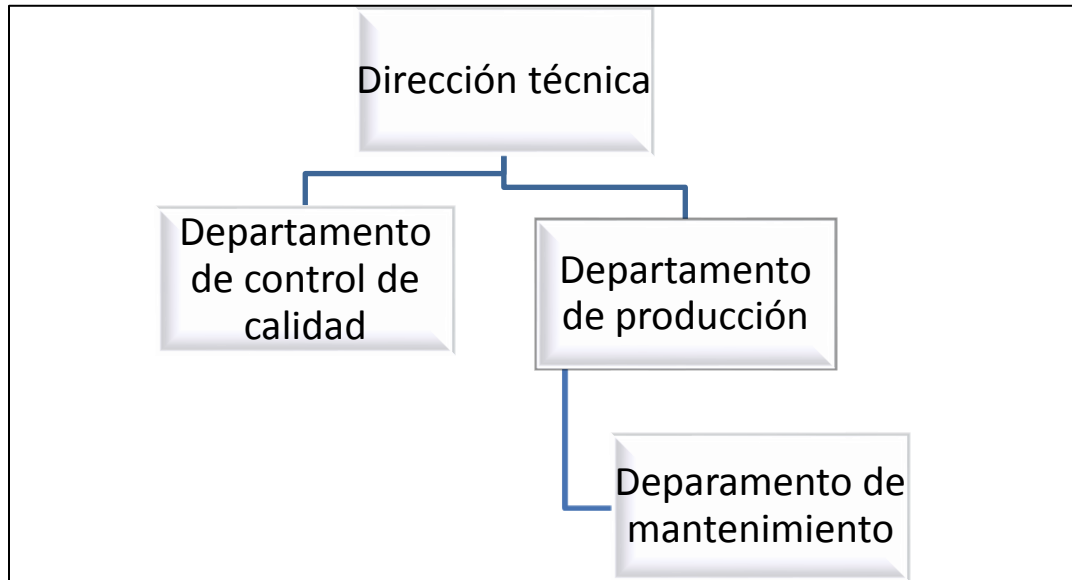 Dirección técnica
Departamento
de control de
calidad
Departamento
de producción
Deparamento de
mantenimiento